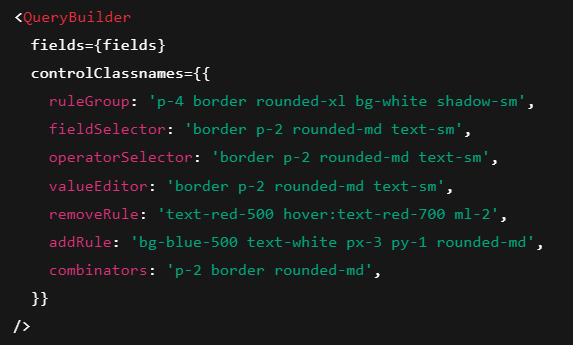 <QueryBuilder
  fields={fields}
  controlClassnames={{
    ruleGroup: 'p-4 border rounded-xl bg-white shadow-sm',
    fieldSelector: 'border p-2 rounded-md text-sm',
    operatorSelector: 'border p-2 rounded-md text-sm',
    valueEditor: 'border p-2 rounded-md text-sm',
    removeRule: 'text-red-500 hover:text-red-700 ml-2',
    addRule: 'bg-blue-500 text-white px-3 py-1 rounded-md',
    combinators: 'p-2 border rounded-md',
  }}
/>